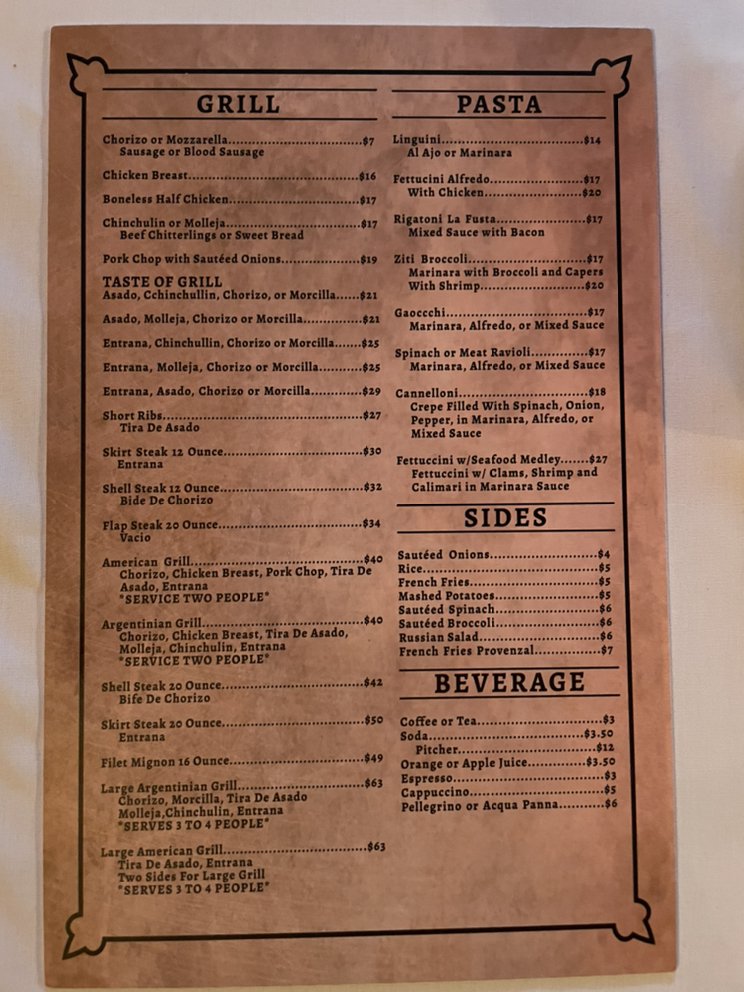 GRILL
Chorizo or Mozzarella.................................$7
Sausage or Blood Sausage
Chicken Breast.........................................$16
Boneless Half Chicken...............................$17
Chinchulin or Molleja................................$17
Beef Chitterlings or Sweet Bread
Pork Chop with Sautéed Onions...................$19
TASTE OF GRILL
Asado, Cchinchullin, Chorizo, or Morcilla......$21
Asado, Molleja, Chorizo or Morcilla..............$21
Entrana, Chinchullin, Chorizo or Morcilla.......$25
Entrana, Molleja, Chorizo or Morcilla...........$25
Entrana, Asado, Chorizo or Morcilla.............$29
Short Ribs................................................$27
Tira De Asado
Skirt Steak 12 Ounce..................................$30
Entrana
Shell Steak 12 Ounce..................................$32
Bide De Chorizo
Flap Steak 20 Ounce...................................$34
Vacio
American Grill..........................................$40
Chorizo, Chicken Breast, Pork Chop, Tira De
Asado, Entrana
*SERVICE TWO PEOPLE*
Argentinian Grill.......................................$40
Chorizo, Chicken Breast, Tira De Asado,
Molleja, Chinchulin, Entrana
*SERVICE TWO PEOPLE*
Shell Steak 20 Ounce..................................$42
Bife De Chorizo
Skirt Steak 20 Ounce..................................$50
Entrana
Filet Mignon 16 Ounce................................$49
Large Argentinian Grill..............................$63
Chorizo, Morcilla, Tira De Asado
Molleja,Chinchulin, Entrana
*SERVES 3 TO 4 PEOPLE*
Large American Grill..................................$63
Tira De Asado, Entrana
Two Sides For Large Grill
*SERVES 3 TO 4 PEOPLE*
PASTA
Linguini..................................$14
Al Ajo or Marinara
Fettucini Alfredo.......................$17
With Chicken.......................$20
Rigatoni La Fusta.....................$17
Mixed Sauce with Bacon
Ziti Broccoli............................$17
Marinara with Broccoli and Capers
With Shrimp.......................$20
Gaoccchi.................................$17
Marinara, Alfredo, or Mixed Sauce
Spinach or Meat Ravioli.............$17
Marinara, Alfredo, or Mixed Sauce
Cannelloni..............................$18
Crepe Filled With Spinach, Onion,
Pepper, in Marinara, Alfredo, or
Mixed Sauce
Fettuccini w/Seafood Medley.......$27
Fettuccini w/ Clams, Shrimp and
Calimari in Marinara Sauce
SIDES
Sautéed Onions..........................$4
Rice..........................................$5
French Fries...............................$5
Mashed Potatoes.........................$5
Sautéed Spinach.........................$6
Sautéed Broccoli.........................$6
Russian Salad.............................$6
French Fries Provenzal................$7
BEVERAGE
Coffee or Tea.............................$3
Soda.....................................$3.50
Pitcher................................$12
Orange or Apple Juice.............$3.50
Espresso....................................$3
Cappuccino................................$5
Pellegrino or Acqua Panna...........$6